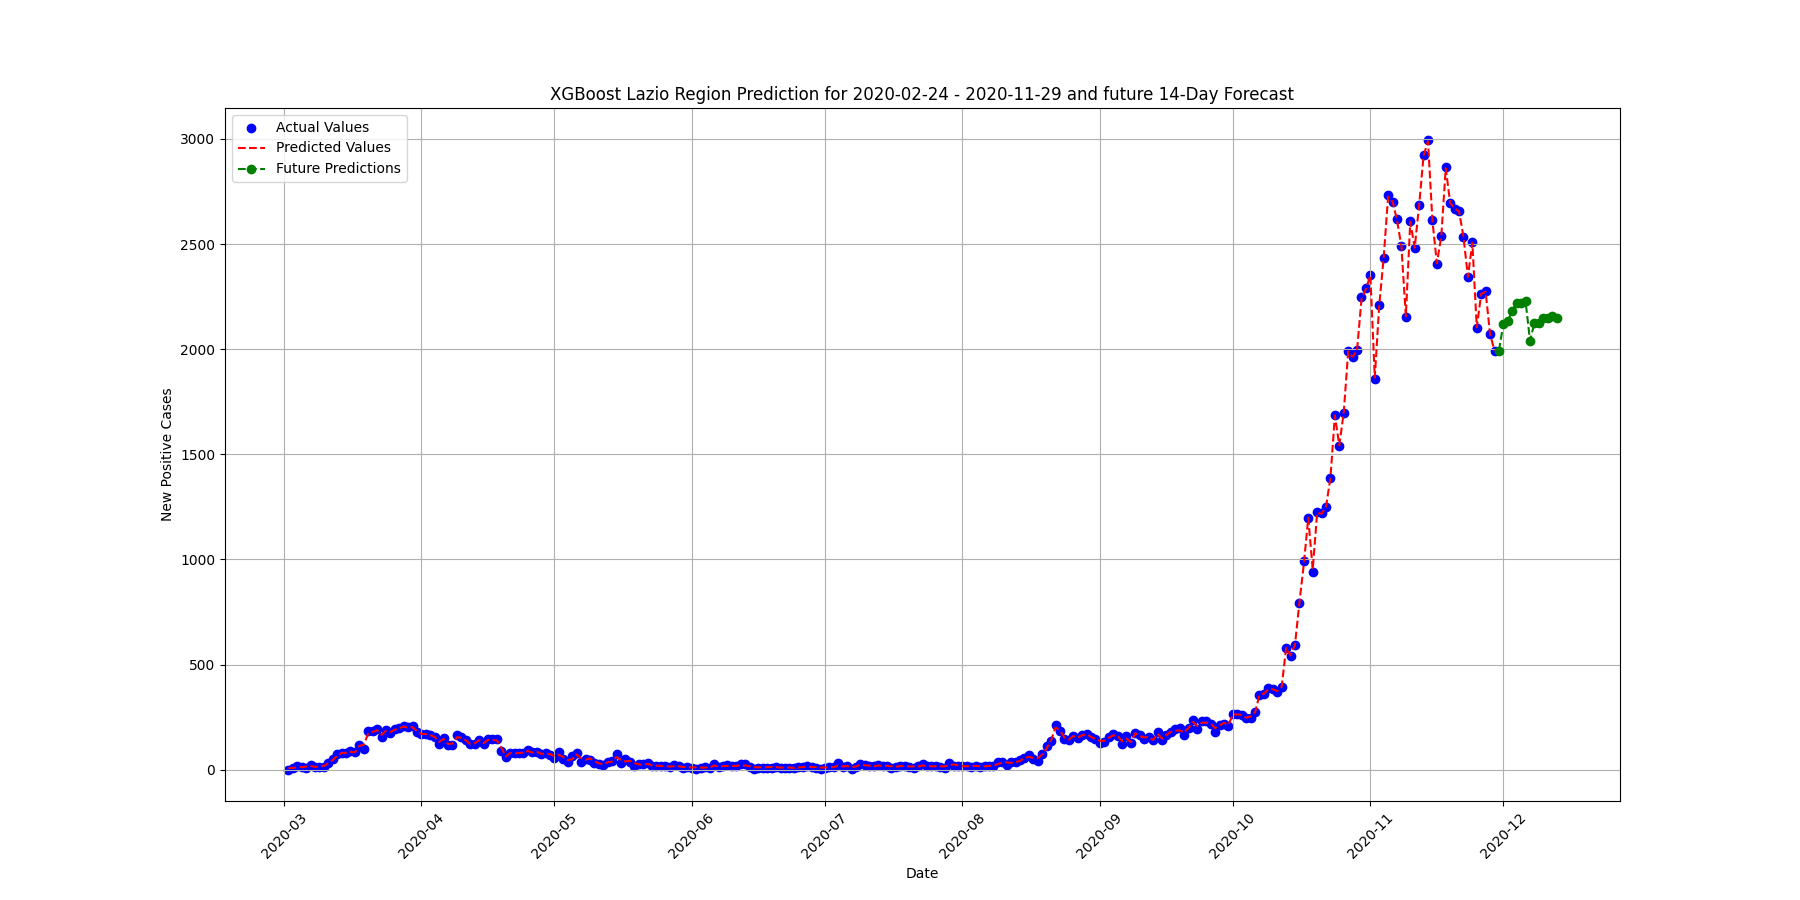 XGBoost Lazio Region Prediction for 2020-02-24 - 2020-11-29 and future 14-Day Forecast
Actual Values
Predicted Values
Future Predictions
New Positive Cases
3000
2500
2000
1500
1000
500
0
2020-03
2020-04
2020-05
2020-06
2020-07
2020-08
2020-09
2020-10
2020-11
2020-12
Date